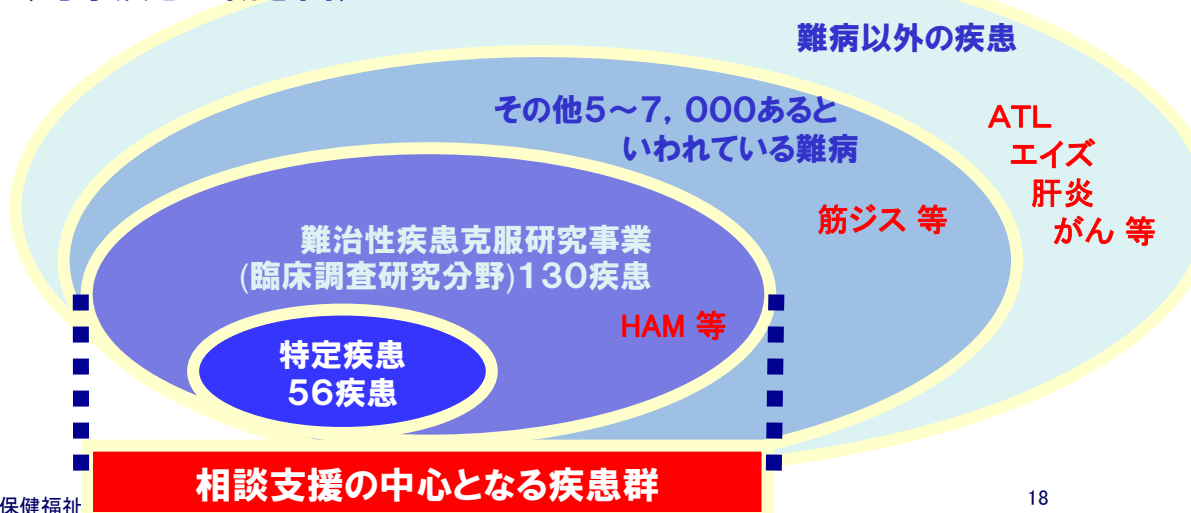 難病以外の疾患
その他5～7，000あると
いわれている難病
ATL
エイズ
肝炎
がん 等
筋ジス 等
難治性疾患克服研究事業
(臨床調査研究分野)130疾患
HAM 等
特定疾患
56疾患
相談支援の中心となる疾患群
保健福祉
18